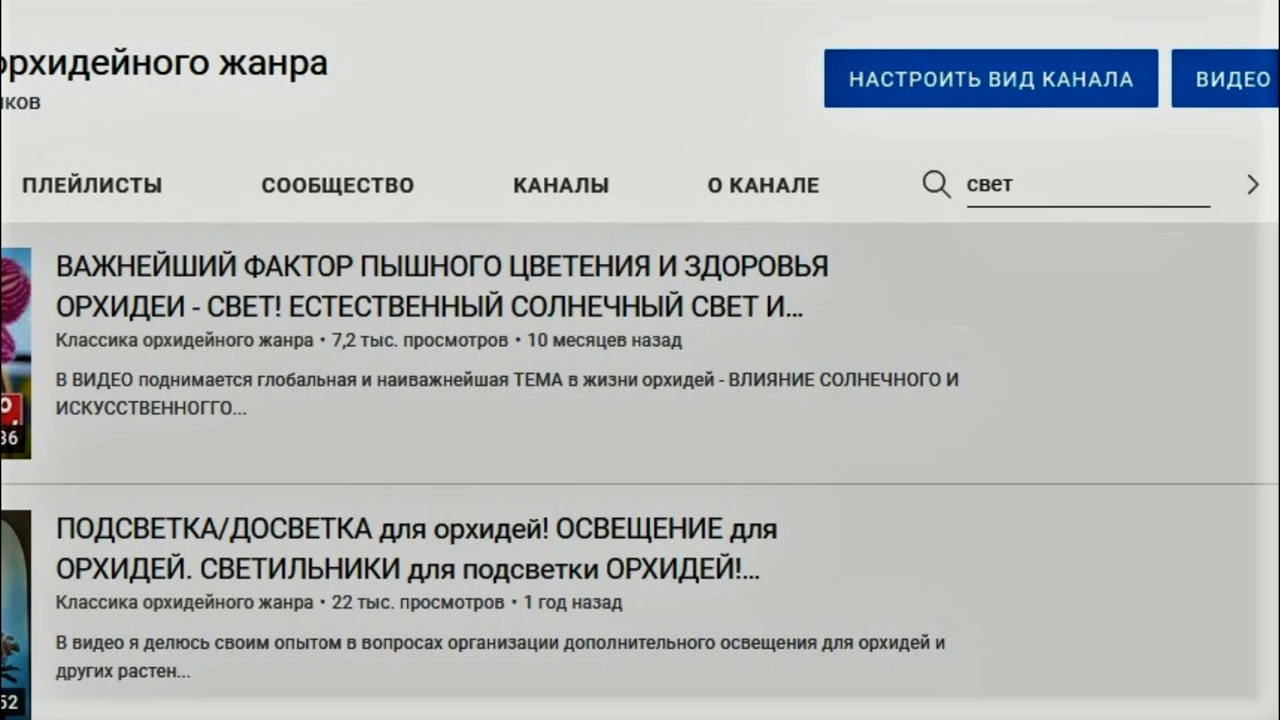 орхидейного жанра
НАСТРОИТЬ ВИД КАНАЛА
ВИДЕО
ПЛЕЙЛИСТЫ
СООБЩЕСТВО
КАНАЛЫ
О КАНАЛЕ
свет
ВАЖНЕЙШИЙ ФАКТОР ПЫШНОГО ЦВЕТЕНИЯ И ЗДОРОВЬЯ
ОРХИДЕИ - СВЕТ! ЕСТЕСТВЕННЫЙ СОЛНЕЧНЫЙ СВЕТ И...
Классика орхидейного жанра • 7,2 тыс. просмотров • 10 месяцев назад
В ВИДЕО поднимается глобальная и наиважнейшая ТЕМА в жизни орхидей - ВЛИЯНИЕ СОЛНЕЧНОГО И
ИСКУССТВЕННОГГО...
36
ПОДСВЕТКА/ДОСВЕТКА для орхидей! ОСВЕЩЕНИЕ для
ОРХИДЕЙ. СВЕТИЛЬНИКИ для подсветки ОРХИДЕЙ!...
Классика орхидейного жанра • 22 тыс. просмотров • 1 год назад
В видео я делюсь своим опытом в вопросах организации дополнительного освещения для орхидей и
других растен...
52